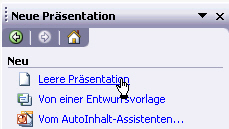 Neue Präsentation
Neu
Leere Präsentation
Von einer Entwurfsvorlage
Vom AutoInhalt-Assistenten...